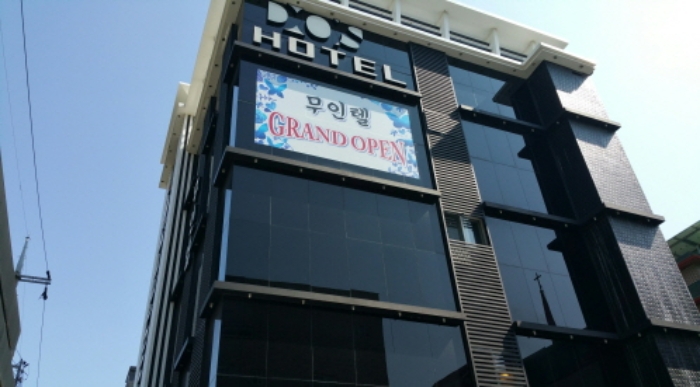 D.O.S
HOTEL
무인텔
GRAND OPEN